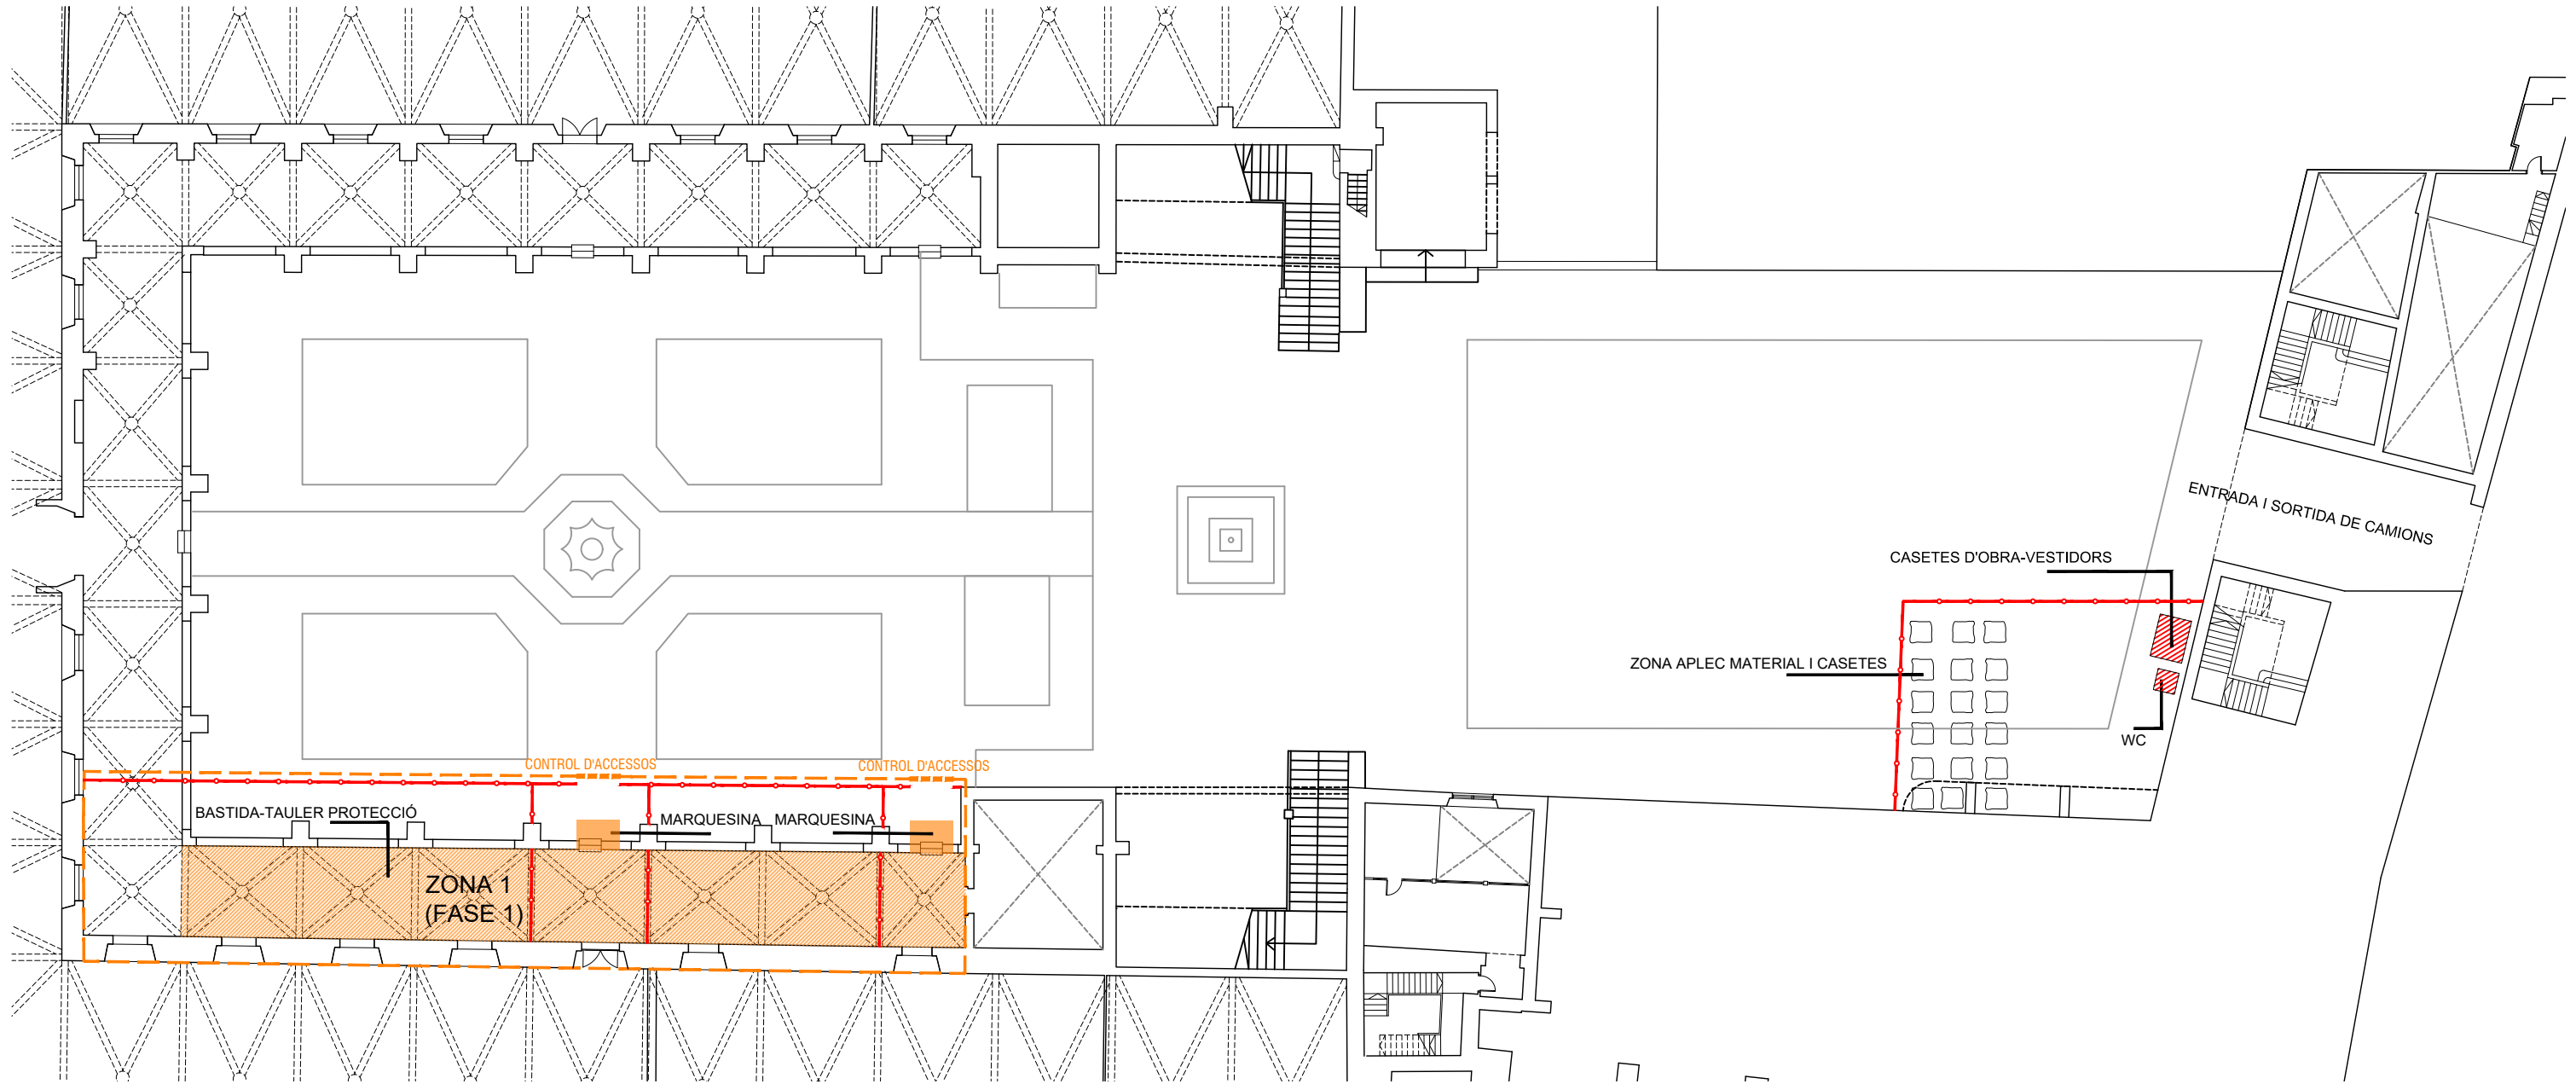 ENTRADA I SORTIDA DE CAMIONS
CASETES D'OBRA-VESTIDORS
ZONA APLEC MATERIAL I CASETES
WC
CONTROL D'ACCESSOS
CONTROL D'ACCESSOS
BASTIDA-TAULER PROTECCIÓ
MARQUESINA
MARQUESINA
ZONA 1
(FASE 1)